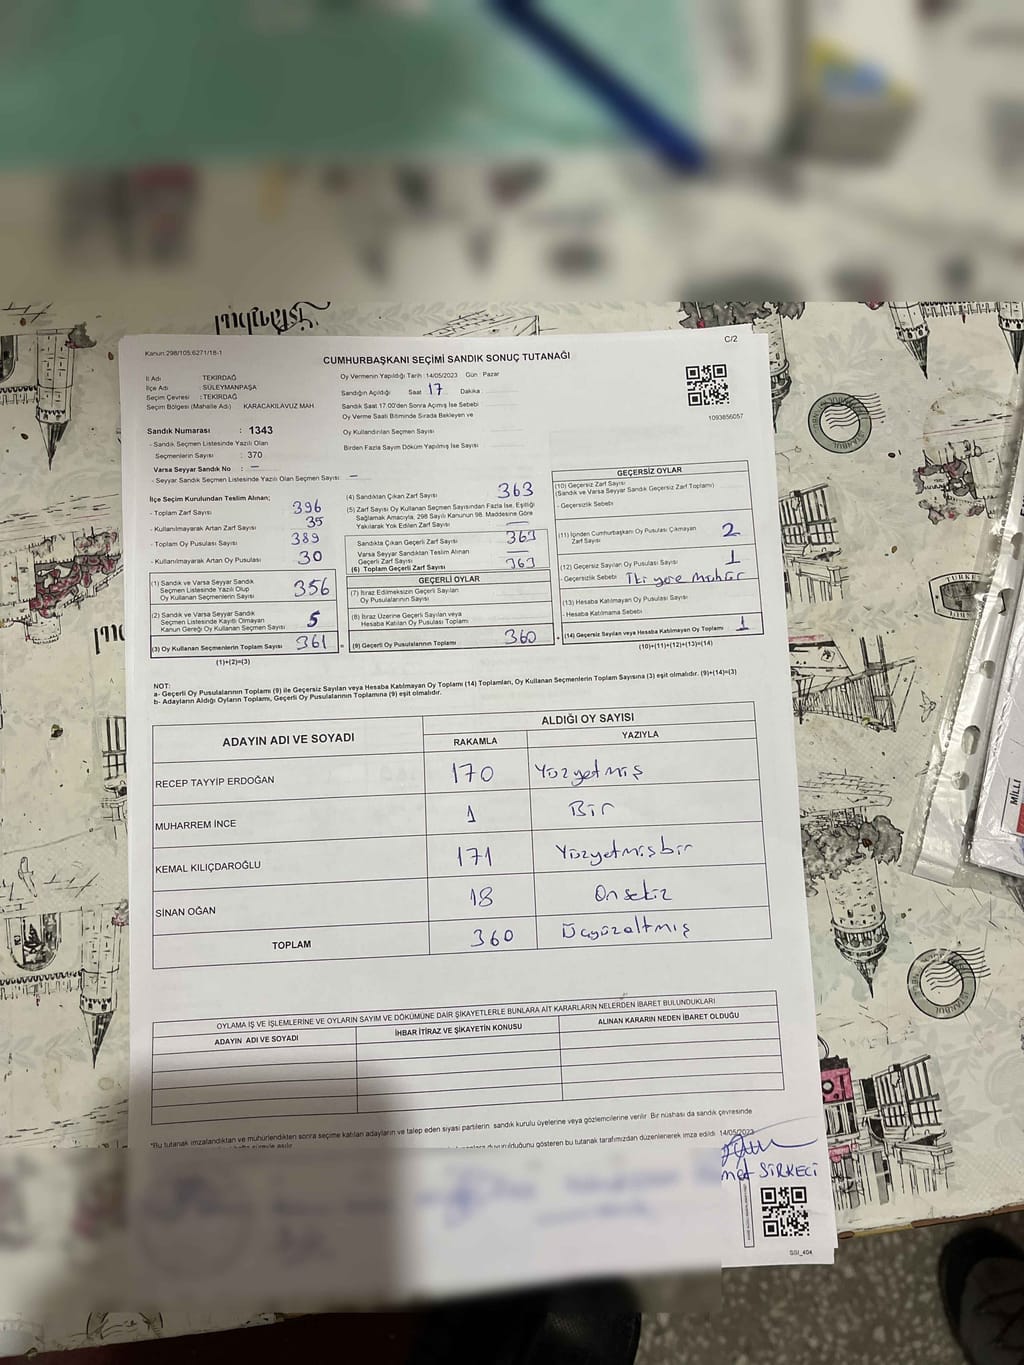 İstanbul
C/2
Kanun:298/105;6271/18-1
CUMHURBAŞKANI SEÇİMİ SANDIK SONUÇ TUTANAĞI
İl Adı : TEKİRDAĞ
İlçe Adı : SÜLEYMANPAŞA
Seçim Çevresi : TEKİRDAĞ
Seçim Bölgesi (Mahalle Adı) KARACAKILAVUZ MAH.
Sandık Numarası : 1343
- Sandık Seçmen Listesinde Yazılı Olan
Seçmenlerin Sayısı : 370
Varsa Seyyar Sandık No : —
- Seyyar Sandık Seçmen Listesinde Yazılı Olan Seçmen Sayısı : —
Oy Vermenin Yapıldığı Tarih : 14/05/2023 Gün : Pazar
Sandığın Açıldığı Saat 17 Dakika
Sandık Saat 17.00'den Sonra Açılmış İse Sebebi
Oy Verme Saati Bitiminde Sırada Bekleyen ve
Oy Kullandırılan Seçmen Sayısı
Birden Fazla Sayım Döküm Yapılmış İse Sayısı
1093856057
İlçe Seçim Kurulundan Teslim Alınan;
- Toplam Zarf Sayısı 396
- Kullanılmayarak Artan Zarf Sayısı 35
- Toplam Oy Pusulası Sayısı 389
- Kullanılmayarak Artan Oy Pusulası 30
(1) Sandık ve Varsa Seyyar Sandık
Seçmen Listesinde Yazılı Olup
Oy Kullanan Seçmenlerin Sayısı 356
(2) Sandık ve Varsa Seyyar Sandık
Seçmen Listesinde Kayıtlı Olmayan
Kanun Gereği Oy Kullanan Seçmen Sayısı 5
(3) Oy Kullanan Seçmenlerin Toplam Sayısı 361
(1)+(2)=(3)
(4) Sandıktan Çıkan Zarf Sayısı 363
(5) Zarf Sayısı Oy Kullanan Seçmen Sayısından Fazla İse, Eşitliği
Sağlamak Amacıyla, 298 Sayılı Kanunun 98. Maddesine Göre
Yakılarak Yok Edilen Zarf Sayısı —
Sandıkta Çıkan Geçerli Zarf Sayısı 363
Varsa Seyyar Sandıktan Teslim Alınan
Geçerli Zarf Sayısı —
(6) Toplam Geçerli Zarf Sayısı 363
GEÇERLİ OYLAR
(7) İtiraz Edilmeksizin Geçerli Sayılan
Oy Pusulalarının Sayısı
(8) İtiraz Üzerine Geçerli Sayılan veya
Hesaba Katılan Oy Pusulası Toplamı
= (9) Geçerli Oy Pusulalarının Toplamı 360
GEÇERSİZ OYLAR
(10) Geçersiz Zarf Sayısı
(Sandık ve Varsa Seyyar Sandık Geçersiz Zarf Toplamı)
- Geçersizlik Sebebi
(11) İçinden Cumhurbaşkanı Oy Pusulası Çıkmayan
Zarf Sayısı 2
(12) Geçersiz Sayılan Oy Pusulası Sayısı 1
- Geçersizlik Sebebi İki yere mühür
(13) Hesaba Katılmayan Oy Pusulası Sayısı
- Hesaba Katılmama Sebebi
+ (14) Geçersiz Sayılan veya Hesaba Katılmayan Oy Toplamı 1
(10)+(11)+(12)+(13)=(14)
NOT:
a- Geçerli Oy Pusulalarının Toplamı (9) ile Geçersiz Sayılan veya Hesaba Katılmayan Oy Toplamı (14) Toplamları, Oy Kullanan Seçmenlerin Toplam Sayısına (3) eşit olmalıdır. (9)+(14)=(3)
b- Adayların Aldığı Oyların Toplamı, Geçerli Oy Pusulalarının Toplamına (9) eşit olmalıdır.
ADAYIN ADI VE SOYADI
ALDIĞI OY SAYISI
RAKAMLA YAZIYLA
RECEP TAYYİP ERDOĞAN 170 Yüzyetmiş
MUHARREM İNCE 1 Bir
KEMAL KILIÇDAROĞLU 171 Yüzyetmişbir
SİNAN OĞAN 18 Onsekiz
TOPLAM 360 Üçyüzaltmış
OYLAMA İŞ VE İŞLEMLERİNE VE OYLARIN SAYIM VE DÖKÜMÜNE DAİR ŞİKAYETLERLE BUNLARA AİT KARARLARIN NELERDEN İBARET BULUNDUKLARI
ADAYIN ADI VE SOYADI İHBAR İTİRAZ VE ŞİKAYETİN KONUSU ALINAN KARARIN NEDEN İBARET OLDUĞU
*Bu tutanak imzalandıktan ve mühürlendikten sonra seçime katılan adayların ve talep eden siyasi partilerin sandık kurulu üyelerine veya gözlemcilerine verilir. Bir nüshası da sandık çevresinde
duyurulduğunu gösteren bu tutanak tarafımızdan düzenlenerek imza edildi. 14/05/2023
met SİRKECİ
SSİ_404
TURKEY
ISTANBUL
ISTANBUL
MİLLİ